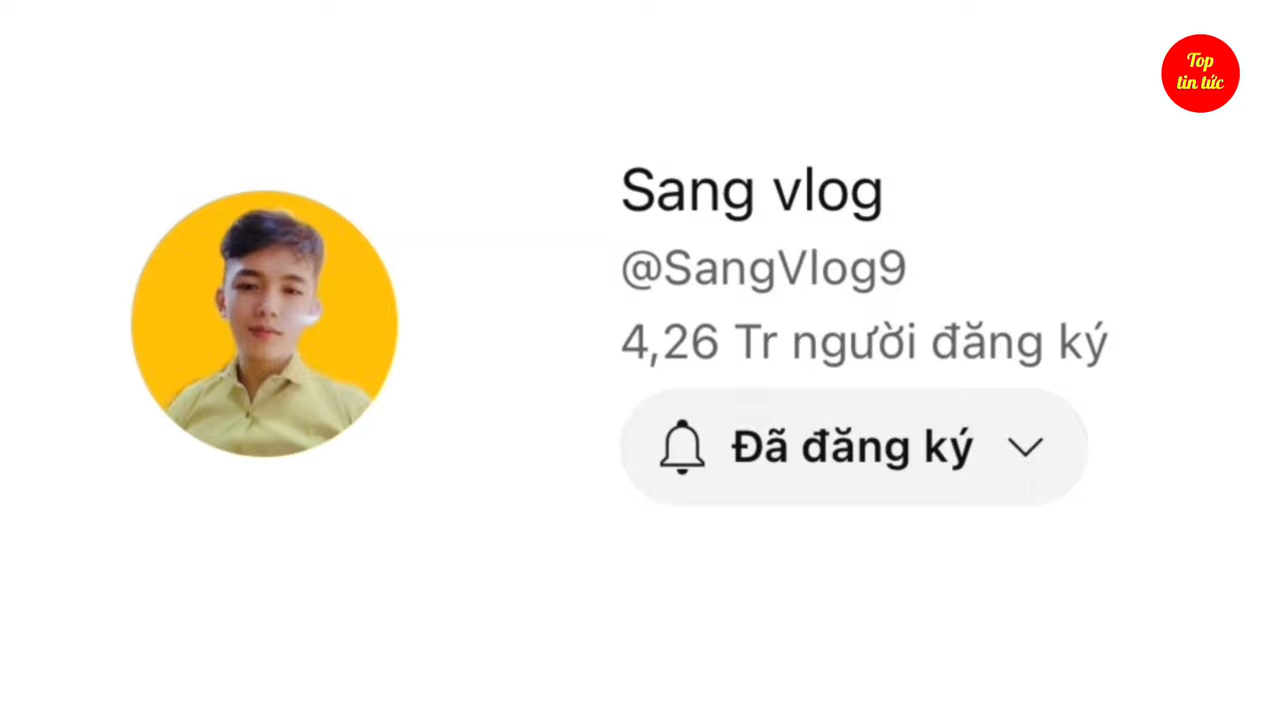 Top
tin tức
Sang vlog
@SangVlog9
4,26 Tr người đăng ký
Đã đăng ký